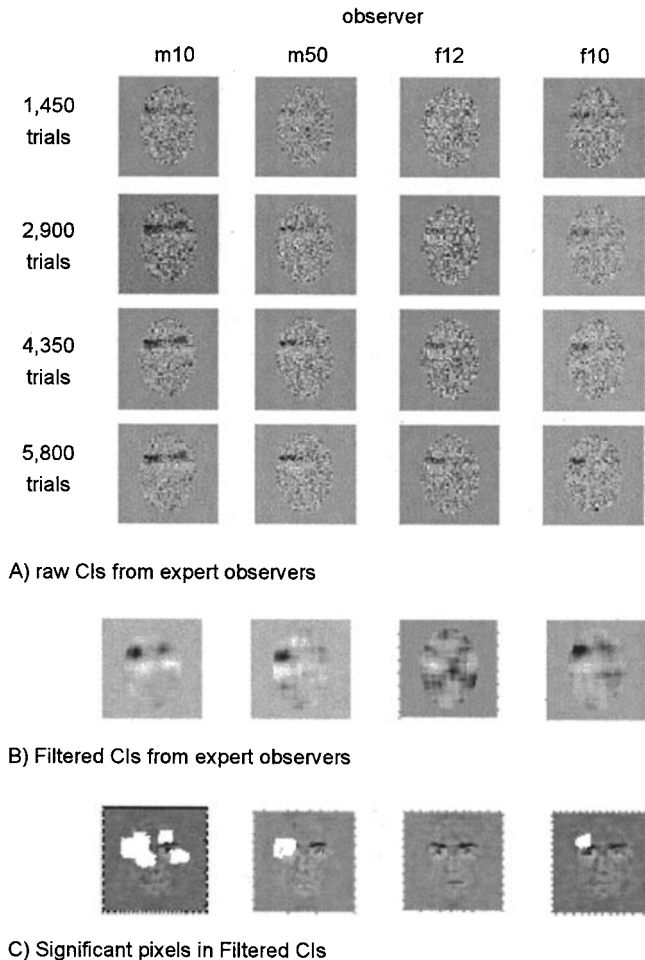 observer
m10 m50 f12 f10
1,450
trials
2,900
trials
4,350
trials
5,800
trials
A) raw CIs from expert observers
B) Filtered CIs from expert observers
C) Significant pixels in Filtered CIs